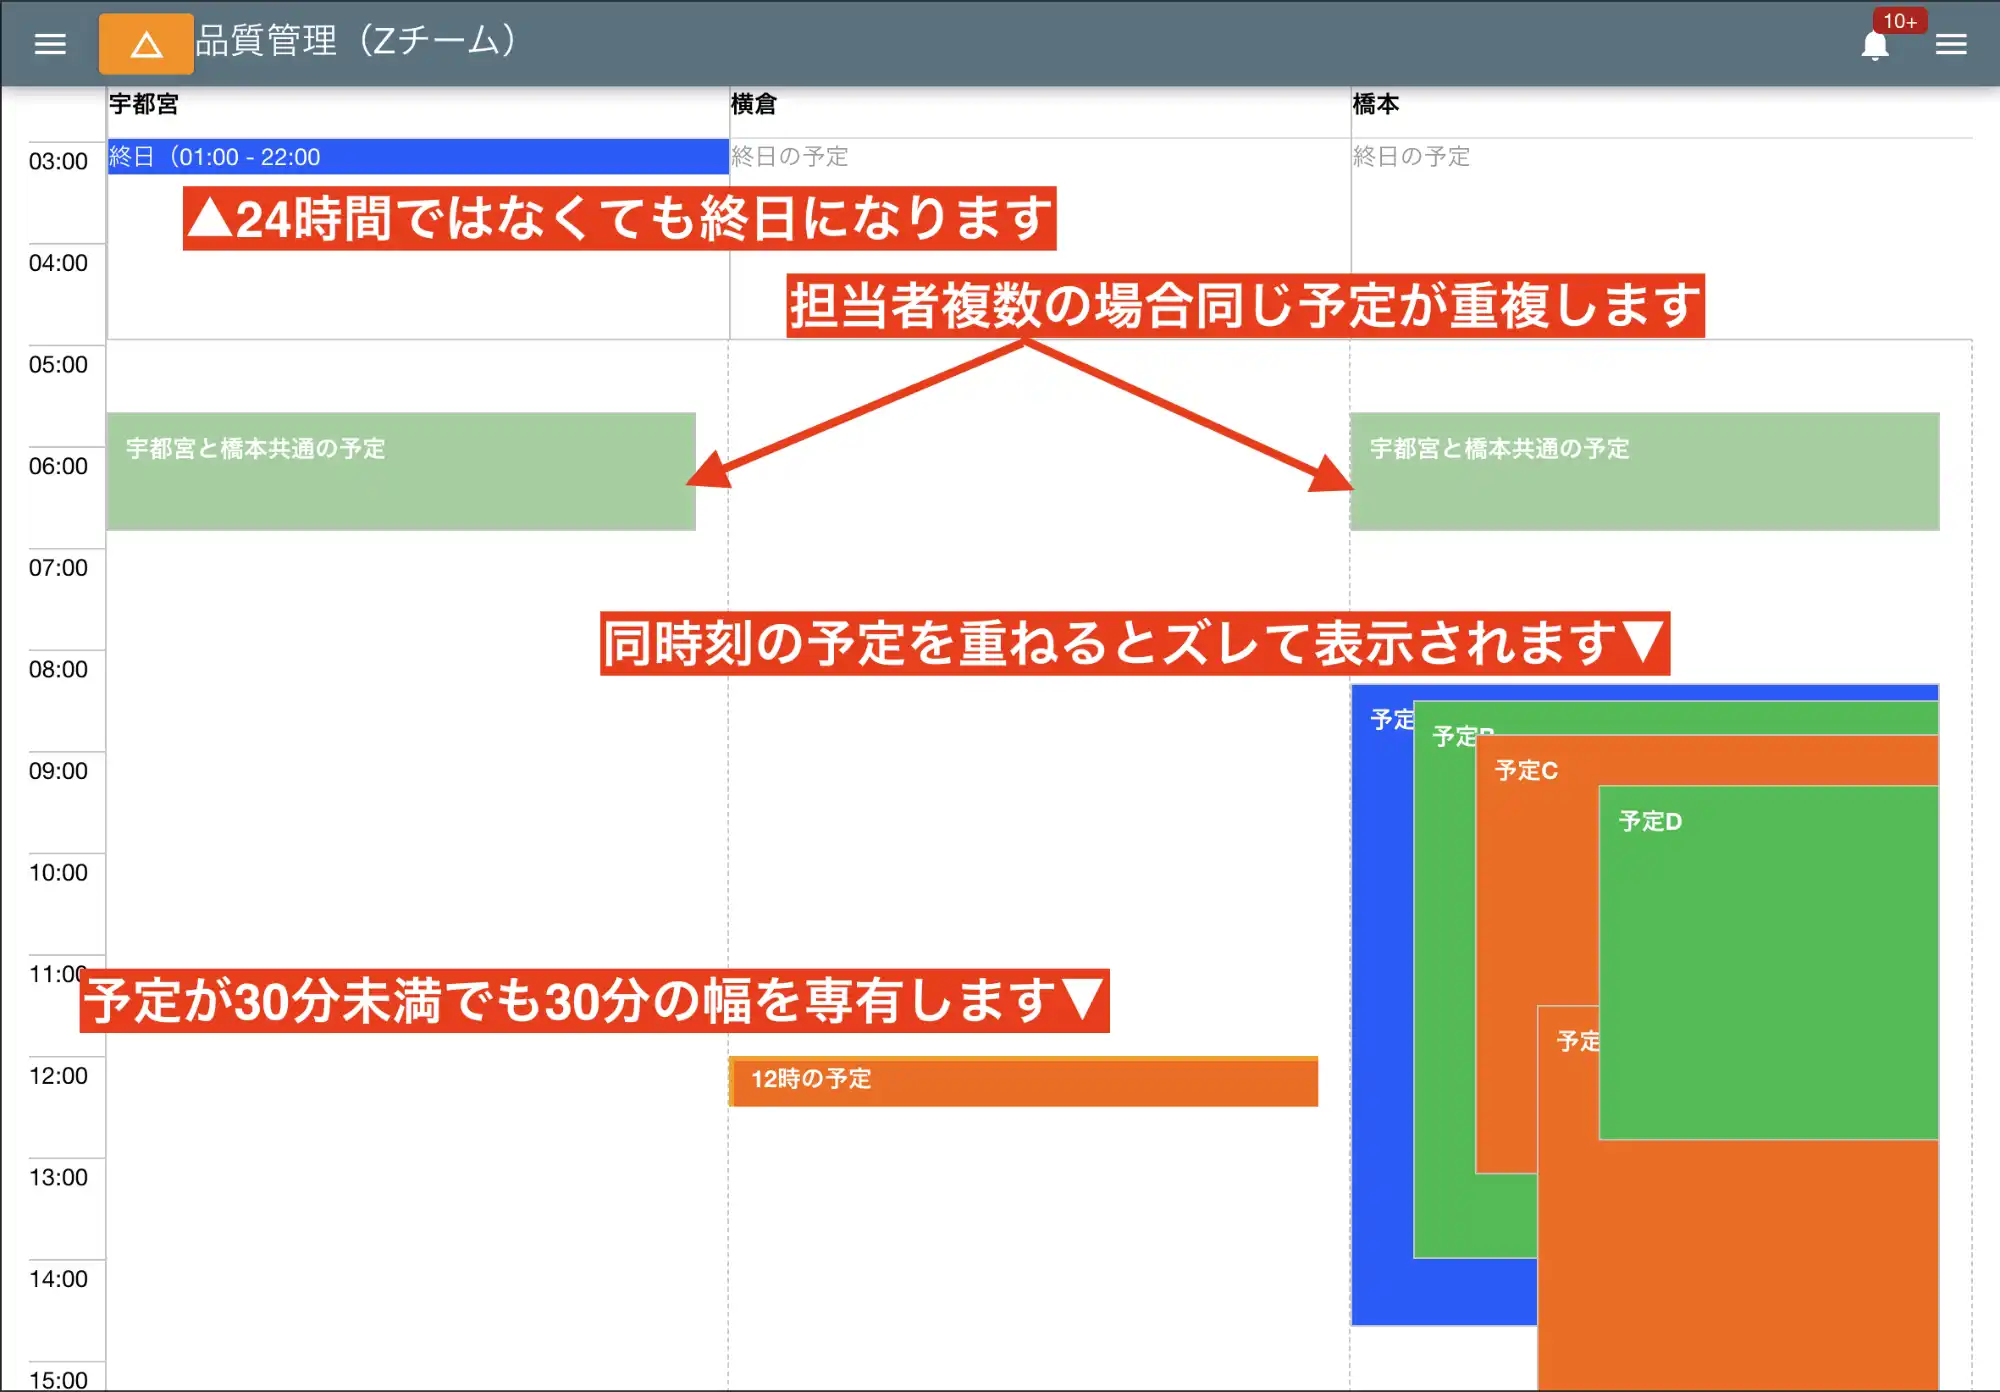 品質管理（Zチーム）
10+
宇都宮
横倉
橋本
03:00
終日（01:00 - 22:00
終日の予定
終日の予定
▲24時間ではなくても終日になります
04:00
担当者複数の場合同じ予定が重複します
05:00
宇都宮と橋本共通の予定
宇都宮と橋本共通の予定
06:00
07:00
同時刻の予定を重ねるとズレて表示されます▼
08:00
予定
予定B
予定C
予定D
09:00
10:00
11:00
予定が30分未満でも30分の幅を専有します▼
予定
12:00
12時の予定
13:00
14:00
15:00